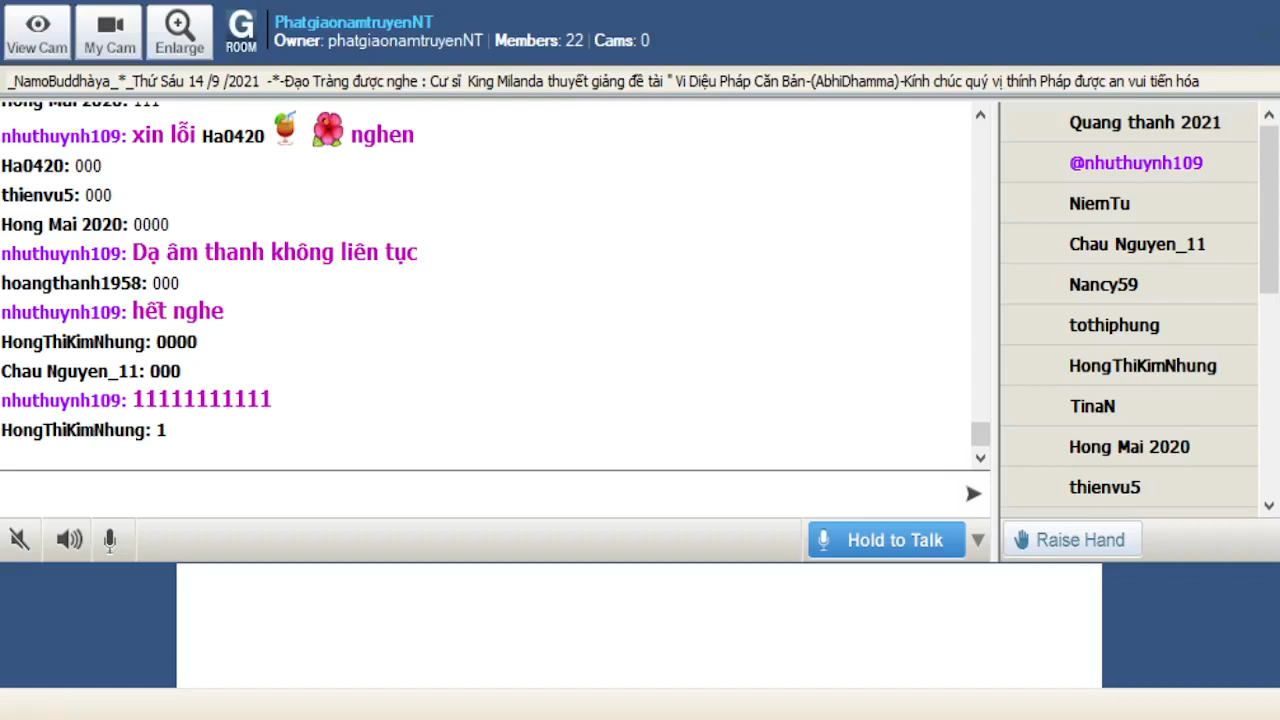 View Cam
My Cam
Enlarge
G
ROOM
PhatgiaonamtruyenNT
Owner: phatgiaonamtruyenNT | Members: 22 | Cams: 0
_NamoBuddhàya_*_Thứ Sáu 14 /9 /2021 -*-Đạo Tràng được nghe : Cư sĩ King Milanda thuyết giảng đề tài " Vi Diệu Pháp Căn Bản-(AbhiDhamma)-Kính chúc quý vị thính Pháp được an vui tiến hóa
Hong Mai 2020: 111
nhuthuynh109: xin lỗi Ha0420 nghen
Ha0420: 000
thienvu5: 000
Hong Mai 2020: 0000
nhuthuynh109: Dạ âm thanh không liên tục
hoangthanh1958: 000
nhuthuynh109: hết nghe
HongThiKimNhung: 0000
Chau Nguyen_11: 000
nhuthuynh109: 11111111111
HongThiKimNhung: 1
Hold to Talk
Quang thanh 2021
@nhuthuynh109
NiemTu
Chau Nguyen_11
Nancy59
tothiphung
HongThiKimNhung
TinaN
Hong Mai 2020
thienvu5
Raise Hand